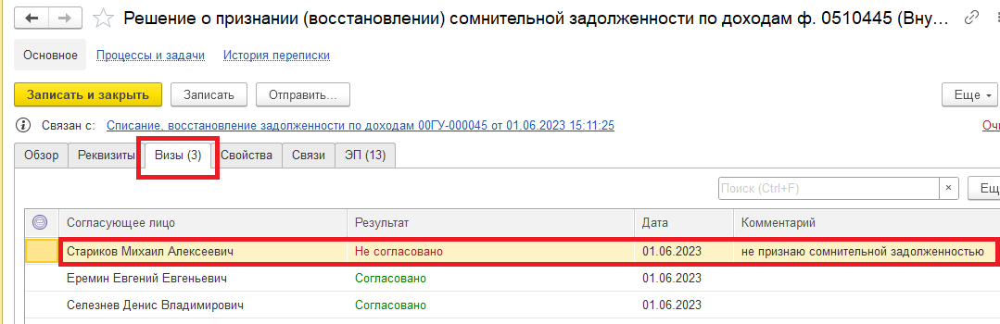 Решение о признании (восстановлении) сомнительной задолженности по доходам ф. 0510445 (Вну...
Основное Процессы и задачи История переписки
Записать и закрыть Записать Отправить... Еще
Связан с: Списание, восстановление задолженности по доходам 00ГУ-000045 от 01.06.2023 15:11:25
Обзор Реквизиты Визы (3) Свойства Связи ЭП (13)
Поиск (Ctrl+F) ×
Согласующее лицо Результат Дата Комментарий
Стариков Михаил Алексеевич Не согласовано 01.06.2023 не признаю сомнительной задолженностью
Еремин Евгений Евгеньевич Согласовано 01.06.2023
Селезнев Денис Владимирович Согласовано 01.06.2023